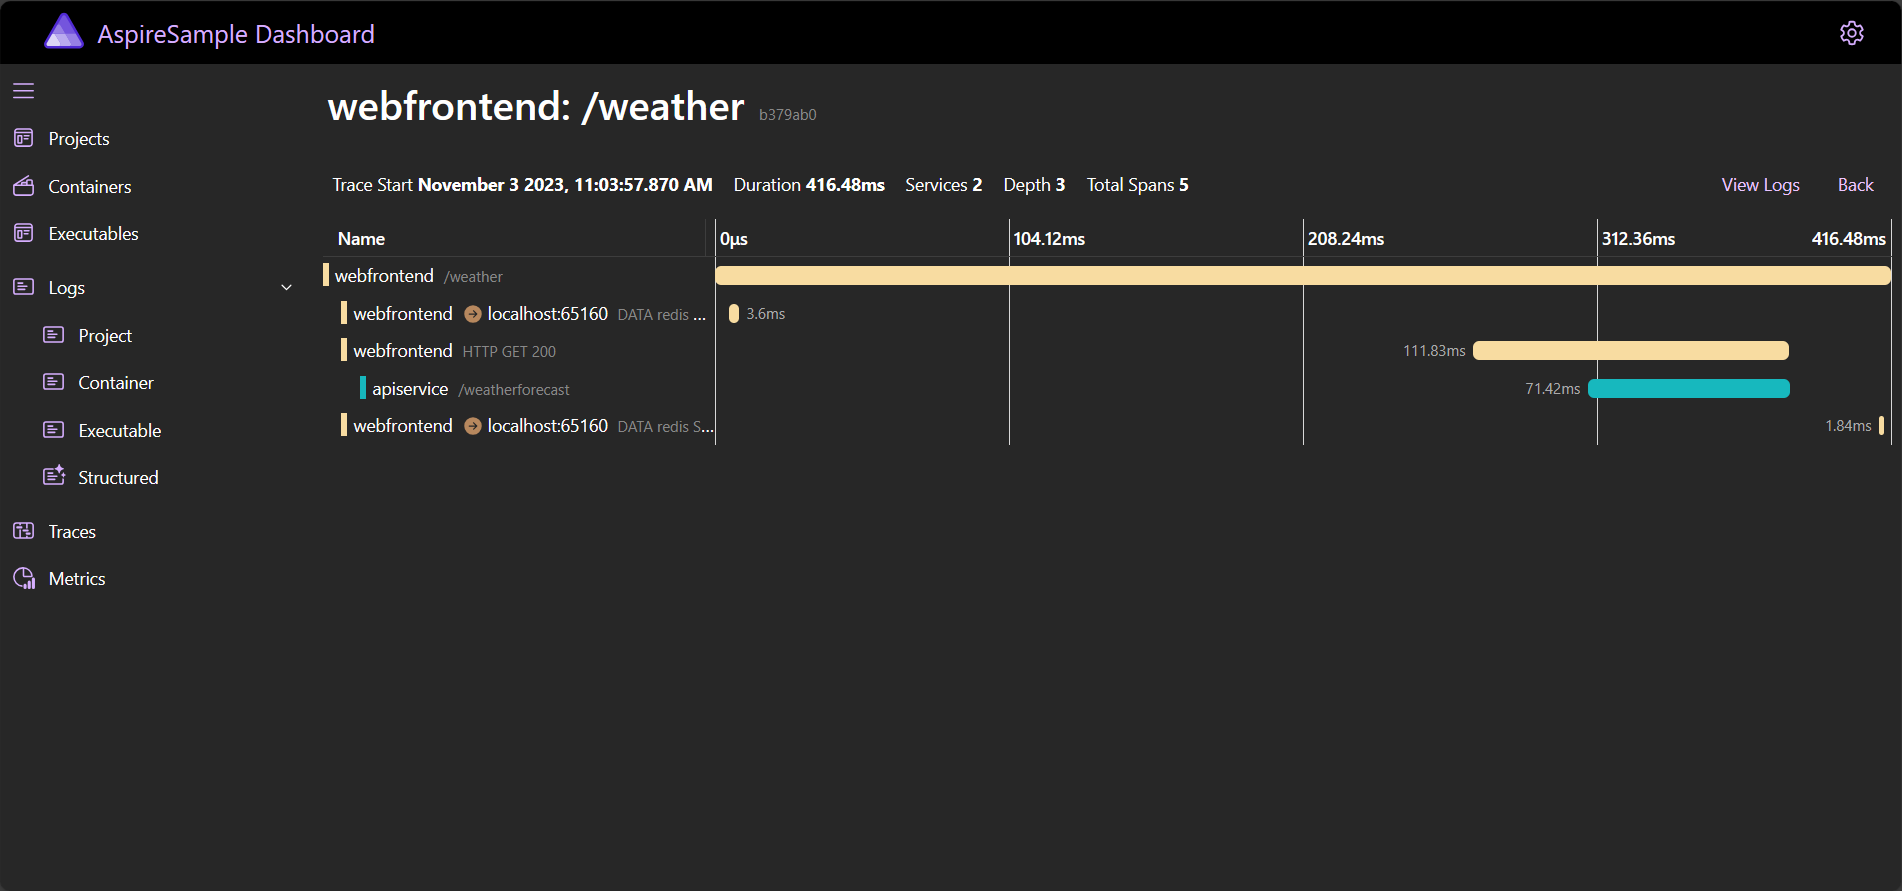 AspireSample Dashboard
Projects
Containers
Executables
Logs
Project
Container
Executable
Structured
Traces
Metrics
webfrontend: /weather b379ab0
Trace Start November 3 2023, 11:03:57.870 AM Duration 416.48ms Services 2 Depth 3 Total Spans 5 View Logs Back
Name 0µs 104.12ms 208.24ms 312.36ms 416.48ms
webfrontend /weather
webfrontend localhost:65160 DATA redis ... 3.6ms
webfrontend HTTP GET 200 111.83ms
apiservice /weatherforecast 71.42ms
webfrontend localhost:65160 DATA redis S... 1.84ms